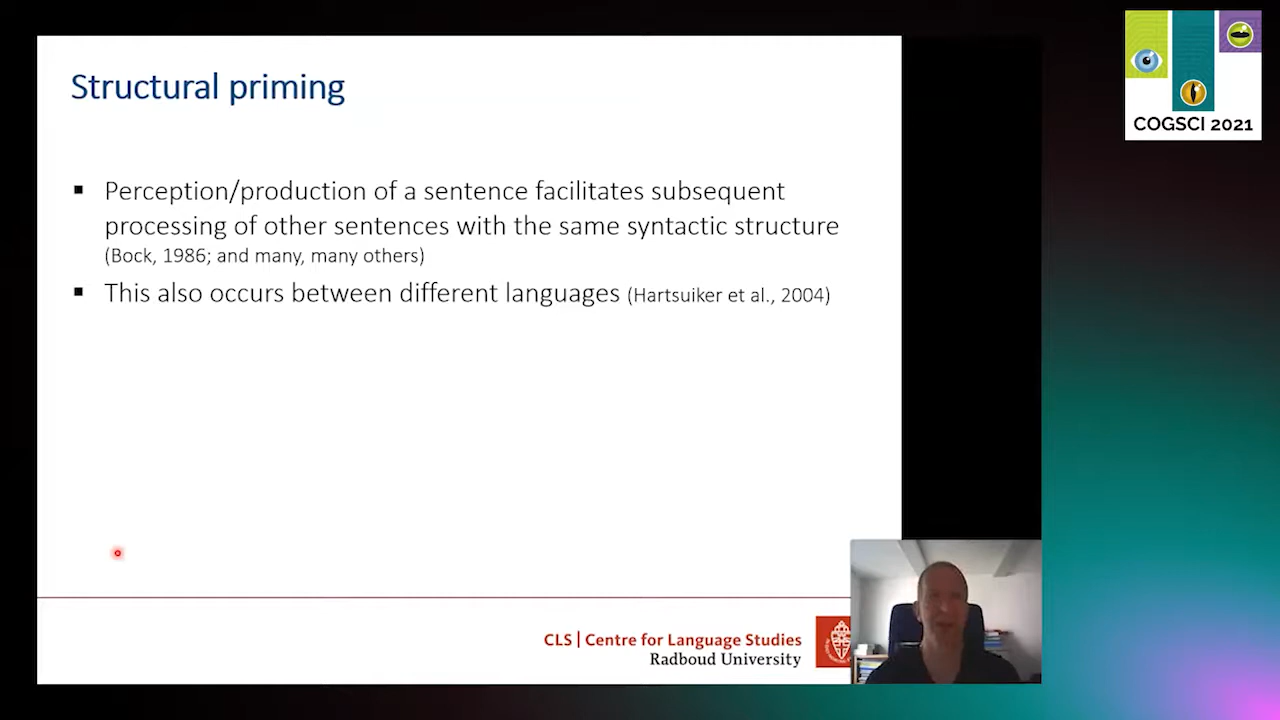 Structural priming
Perception/production of a sentence facilitates subsequent
processing of other sentences with the same syntactic structure
(Bock, 1986; and many, many others)
This also occurs between different languages (Hartsuiker et al., 2004)
CLS | Centre for Language Studies
Radboud University
COGSCI 2021